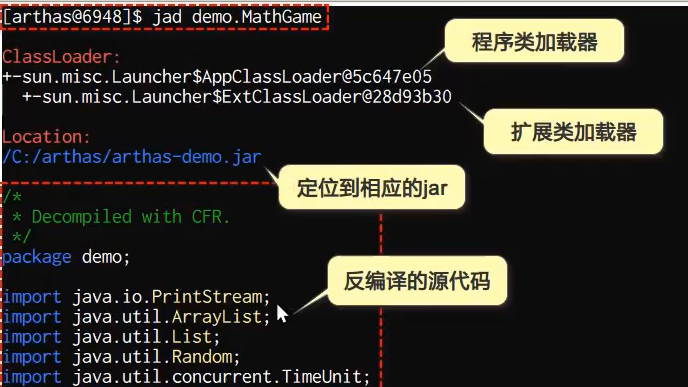 [arthas@6948]$ jad demo.MathGame
程序类加载器
ClassLoader:
+-sun.misc.Launcher$AppClassLoader@5c647e05
+-sun.misc.Launcher$ExtClassLoader@28d93b30
扩展类加载器
Location:
/C:/arthas/arthas-demo.jar
定位到相应的jar
/*
* Decompiled with CFR.
*/
package demo;
反编译的源代码
import java.io.PrintStream;
import java.util.ArrayList;
import java.util.List;
import java.util.Random;
import java.util.concurrent.TimeUnit;